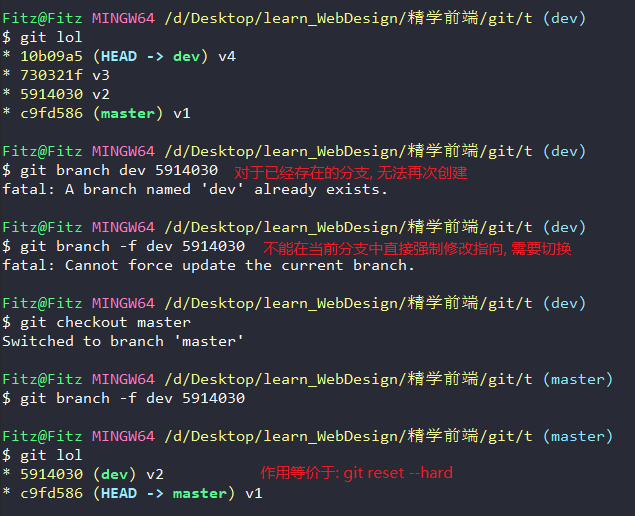 Fitz@Fitz MINGW64 /d/Desktop/learn_WebDesign/精学前端/git/t (dev)
$ git lol
* 10b09a5 (HEAD -> dev) v4
* 730321f v3
* 5914030 v2
* c9fd586 (master) v1
Fitz@Fitz MINGW64 /d/Desktop/learn_WebDesign/精学前端/git/t (dev)
$ git branch dev 5914030 对于已经存在的分支, 无法再次创建
fatal: A branch named 'dev' already exists.
Fitz@Fitz MINGW64 /d/Desktop/learn_WebDesign/精学前端/git/t (dev)
$ git branch -f dev 5914030 不能在当前分支中直接强制修改指向, 需要切换
fatal: Cannot force update the current branch.
Fitz@Fitz MINGW64 /d/Desktop/learn_WebDesign/精学前端/git/t (dev)
$ git checkout master
Switched to branch 'master'
Fitz@Fitz MINGW64 /d/Desktop/learn_WebDesign/精学前端/git/t (master)
$ git branch -f dev 5914030
Fitz@Fitz MINGW64 /d/Desktop/learn_WebDesign/精学前端/git/t (master)
$ git lol
* 5914030 (dev) v2 作用等价于: git reset --hard
* c9fd586 (HEAD -> master) v1